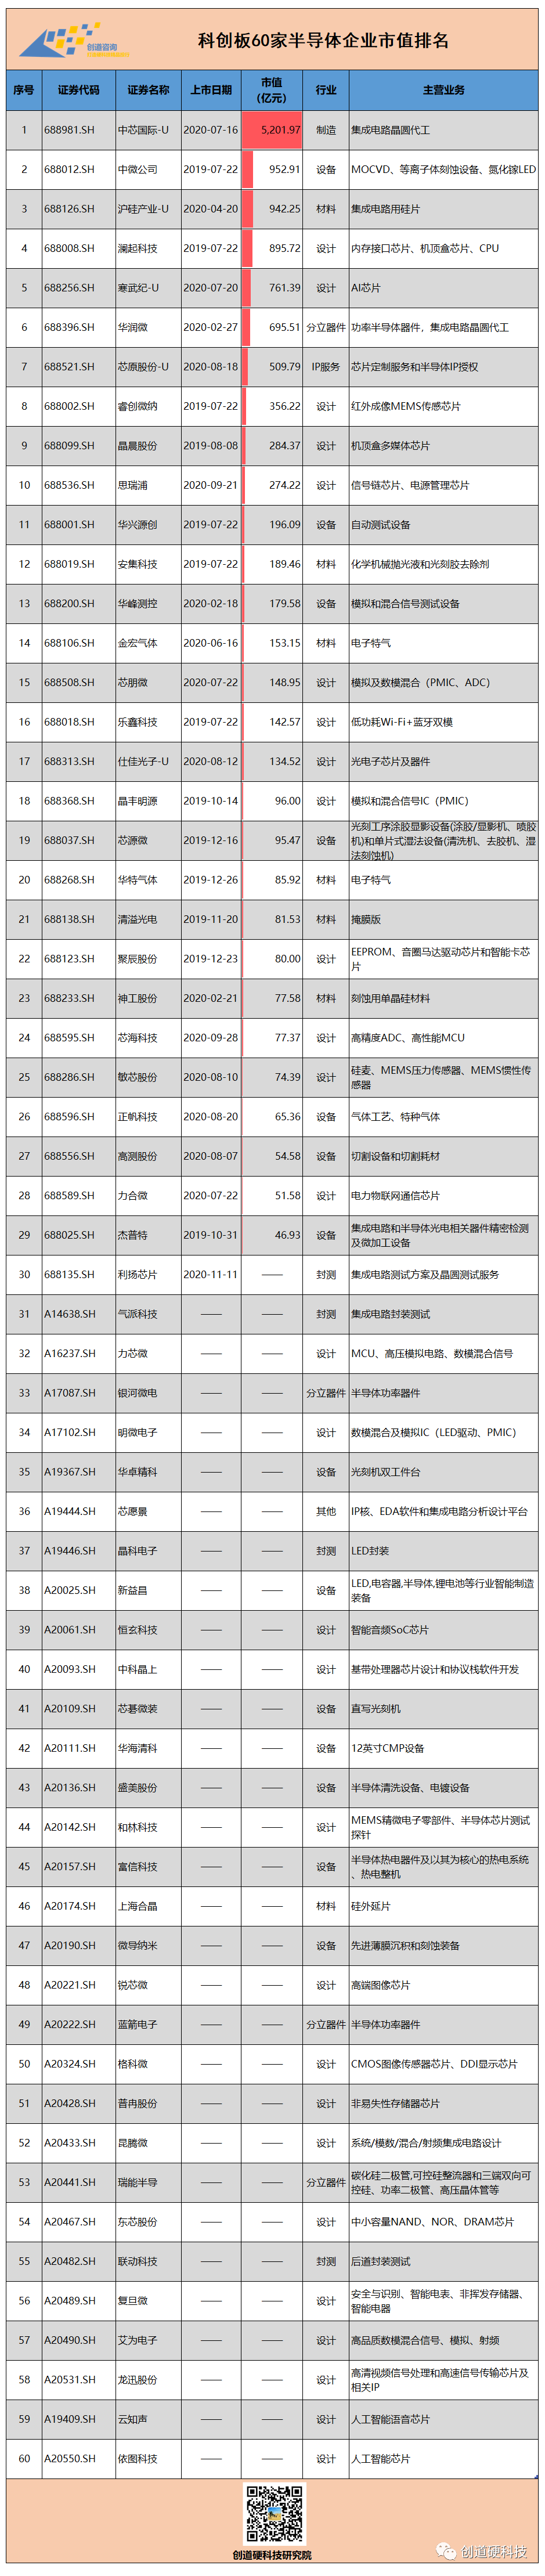 创道咨询
科创板60家半导体企业市值排名
序号 证券代码 证券名称 上市日期 市值 行业 主营业务
（亿元）
1 688981.SH 中芯国际-U 2020-07-16 5,201.97 制造 集成电路晶圆代工
2 688012.SH 中微公司 2019-07-22 952.91 设备 MOCVD、等离子体刻蚀设备、氮化镓LED
3 688126.SH 沪硅产业-U 2020-04-20 942.25 材料 集成电路用硅片
4 688008.SH 澜起科技 2019-07-22 895.72 设计 内存接口芯片、机顶盒芯片、CPU
5 688256.SH 寒武纪-U 2020-07-20 761.39 设计 AI芯片
6 688396.SH 华润微 2020-02-27 695.51 分立器件 功率半导体器件，集成电路晶圆代工
7 688521.SH 芯原股份-U 2020-08-18 509.79 IP服务 芯片定制服务和半导体IP授权
8 688002.SH 睿创微纳 2019-07-22 356.22 设计 红外成像MEMS传感芯片
9 688099.SH 晶晨股份 2019-08-08 284.37 设计 机顶盒多媒体芯片
10 688536.SH 思瑞浦 2020-09-21 274.22 设计 信号链芯片、电源管理芯片
11 688001.SH 华兴源创 2019-07-22 196.09 设备 自动测试设备
12 688019.SH 安集科技 2019-07-22 189.46 材料 化学机械抛光液和光刻胶去除剂
13 688200.SH 华峰测控 2020-02-18 179.58 设备 模拟和混合信号测试设备
14 688106.SH 金宏气体 2020-06-16 153.15 材料 电子特气
15 688508.SH 芯朋微 2020-07-22 148.95 设计 模拟及数模混合（PMIC、ADC）
16 688018.SH 乐鑫科技 2019-07-22 142.57 设计 低功耗Wi-Fi+蓝牙双模
17 688313.SH 仕佳光子-U 2020-08-12 134.52 设计 光电子芯片及器件
18 688368.SH 晶丰明源 2019-10-14 96.00 设计 模拟和混合信号IC（PMIC）
19 688037.SH 芯源微 2019-12-16 95.47 设备 光刻工序涂胶显影设备(涂胶/显影机、喷胶
机)和单片式湿法设备(清洗机、去胶机、湿
法刻蚀机)
20 688268.SH 华特气体 2019-12-26 85.92 材料 电子特气
21 688138.SH 清溢光电 2019-11-20 81.53 材料 掩膜版
22 688123.SH 聚辰股份 2019-12-23 80.00 设计 EEPROM、音圈马达驱动芯片和智能卡芯
片
23 688233.SH 神工股份 2020-02-21 77.58 材料 刻蚀用单晶硅材料
24 688595.SH 芯海科技 2020-09-28 77.37 设计 高精度ADC、高性能MCU
25 688286.SH 敏芯股份 2020-08-10 74.39 设计 硅麦、MEMS压力传感器、MEMS惯性传
感器
26 688596.SH 正帆科技 2020-08-20 65.36 设备 气体工艺、特种气体
27 688556.SH 高测股份 2020-08-07 54.58 设备 切割设备和切割耗材
28 688589.SH 力合微 2020-07-22 51.58 设计 电力物联网通信芯片
29 688025.SH 杰普特 2019-10-31 46.93 设备 集成电路和半导体光电相关器件精密检测
及微加工设备
30 688135.SH 利扬芯片 2020-11-11 —— 封测 集成电路测试方案及晶圆测试服务
31 A14638.SH 气派科技 —— —— 封测 集成电路封装测试
32 A16237.SH 力芯微 —— —— 设计 MCU、高压模拟电路、数模混合信号
33 A17087.SH 银河微电 —— —— 分立器件 半导体功率器件
34 A17102.SH 明微电子 —— —— 设计 数模混合及模拟IC（LED驱动、PMIC）
35 A19367.SH 华卓精科 —— —— 设备 光刻机双工件台
36 A19444.SH 芯愿景 —— —— 其他 IP核、EDA软件和集成电路分析设计平台
37 A19446.SH 晶科电子 —— —— 封测 LED封装
38 A20025.SH 新益昌 —— —— 设备 LED,电容器,半导体,锂电池等行业智能制造
装备
39 A20061.SH 恒玄科技 —— —— 设计 智能音频SoC芯片
40 A20093.SH 中科晶上 —— —— 设计 基带处理器芯片设计和协议栈软件开发
41 A20109.SH 芯碁微装 —— —— 设备 直写光刻机
42 A20111.SH 华海清科 —— —— 设备 12英寸CMP设备
43 A20136.SH 盛美股份 —— —— 设备 半导体清洗设备、电镀设备
44 A20142.SH 和林科技 —— —— 设计 MEMS精微电子零部件、半导体芯片测试
探针
45 A20157.SH 富信科技 —— —— 设备 半导体热电器件及以其为核心的热电系统
、热电整机
46 A20174.SH 上海合晶 —— —— 材料 硅外延片
47 A20190.SH 微导纳米 —— —— 设备 先进薄膜沉积和刻蚀装备
48 A20221.SH 锐芯微 —— —— 设计 高端图像芯片
49 A20222.SH 蓝箭电子 —— —— 分立器件 半导体功率器件
50 A20324.SH 格科微 —— —— 设计 CMOS图像传感器芯片、DDI显示芯片
51 A20428.SH 普冉股份 —— —— 设计 非易失性存储器芯片
52 A20433.SH 昆腾微 —— —— 设计 系统/模数/混合/射频集成电路设计
53 A20441.SH 瑞能半导 —— —— 分立器件 碳化硅二极管,可控硅整流器和三端双向可
可控硅、功率二极管、高压晶体管等
54 A20467.SH 东芯股份 —— —— 设计 中小容量NAND、NOR、DRAM芯片
55 A20482.SH 联动科技 —— —— 封测 后道封装测试
56 A20489.SH 复旦微 —— —— 设计 安全与识别、智能电表、非挥发存储器、
智能电器
57 A20490.SH 艾为电子 —— —— 设计 高品质数模混合信号、模拟、射频
58 A20531.SH 龙迅股份 —— —— 设计 高清视频信号处理和高速信号传输芯片及
相关IP
59 A19409.SH 云知声 —— —— 设计 人工智能语音芯片
60 A20550.SH 依图科技 —— —— 设计 人工智能芯片
创道硬科技研究院
创道硬科技